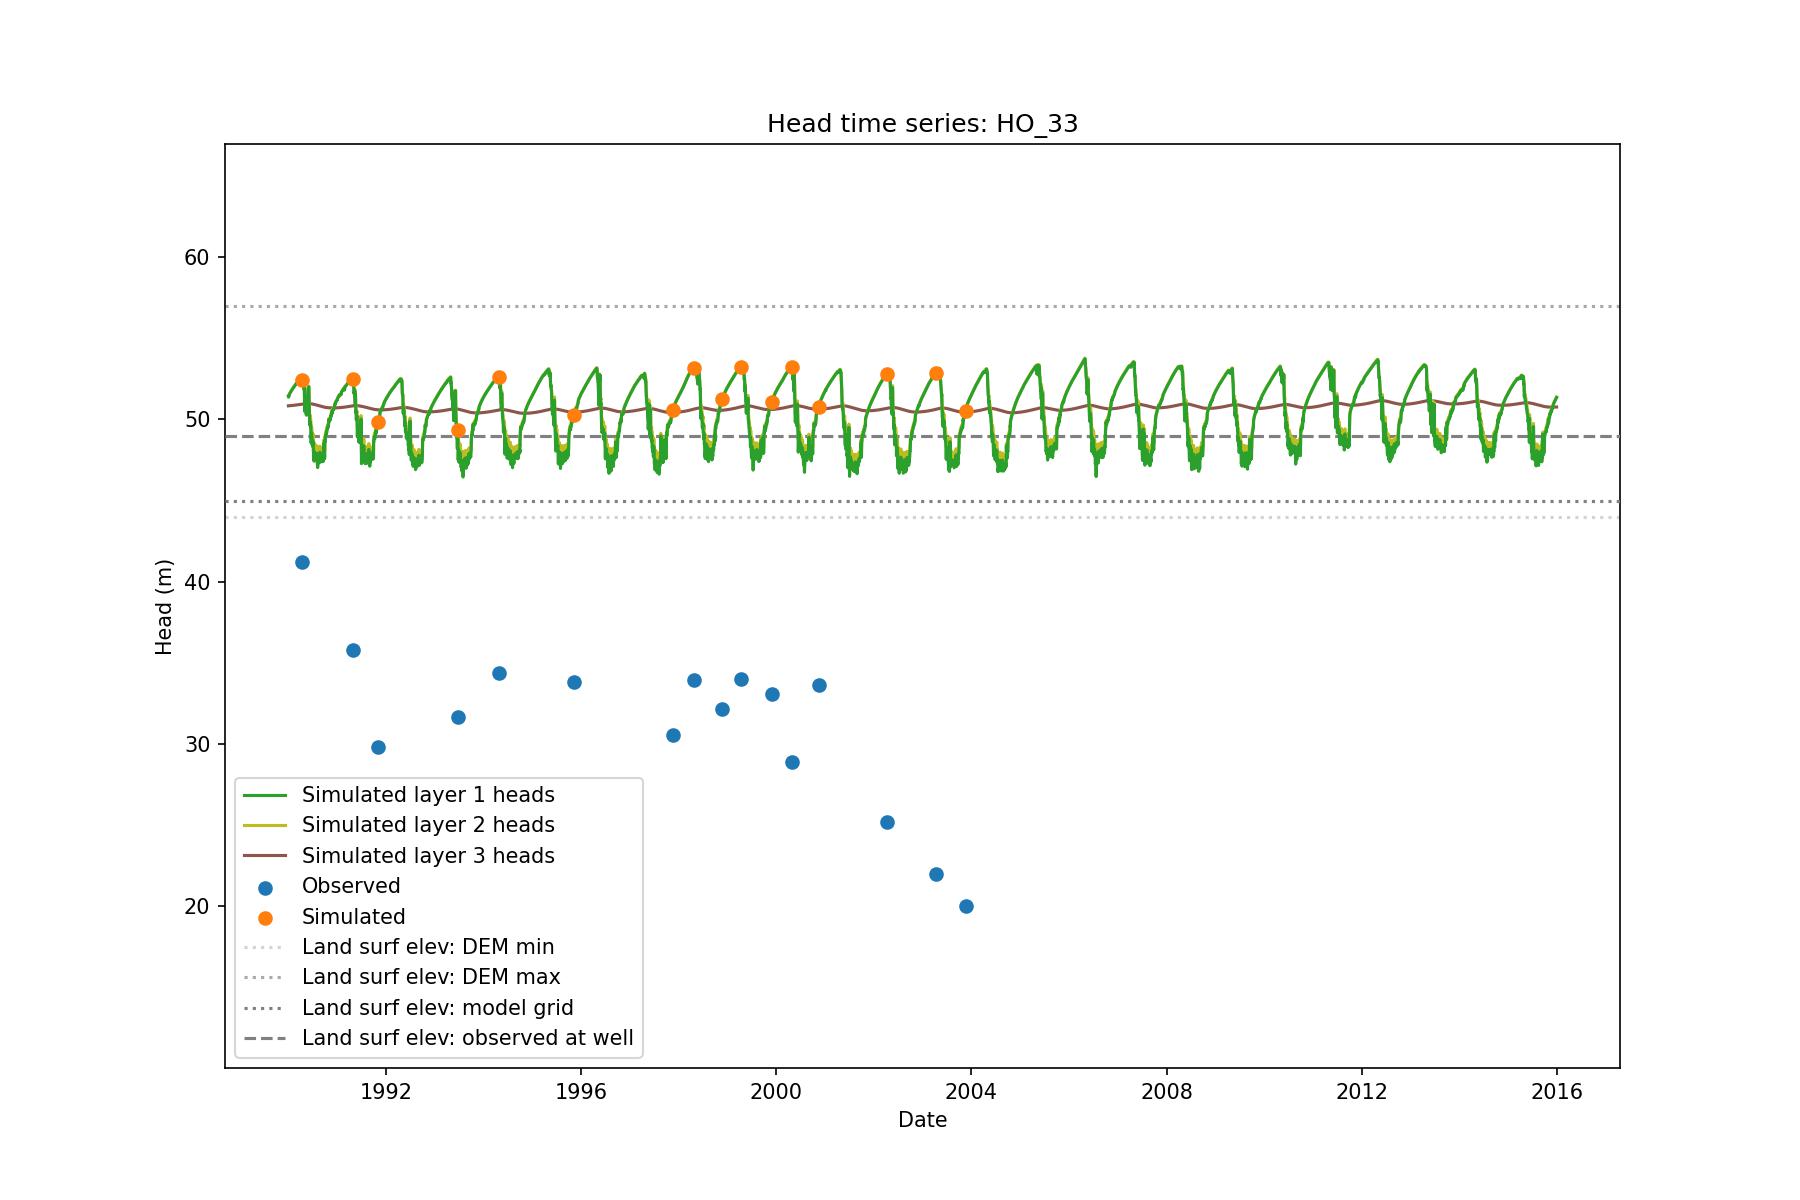 Head time series: HO_33
Head (m)
60
50
40
30
20
Simulated layer 1 heads
Simulated layer 2 heads
Simulated layer 3 heads
Observed
Simulated
Land surf elev: DEM min
Land surf elev: DEM max
Land surf elev: model grid
Land surf elev: observed at well
1992 1996 2000 2004 2008 2012 2016
Date